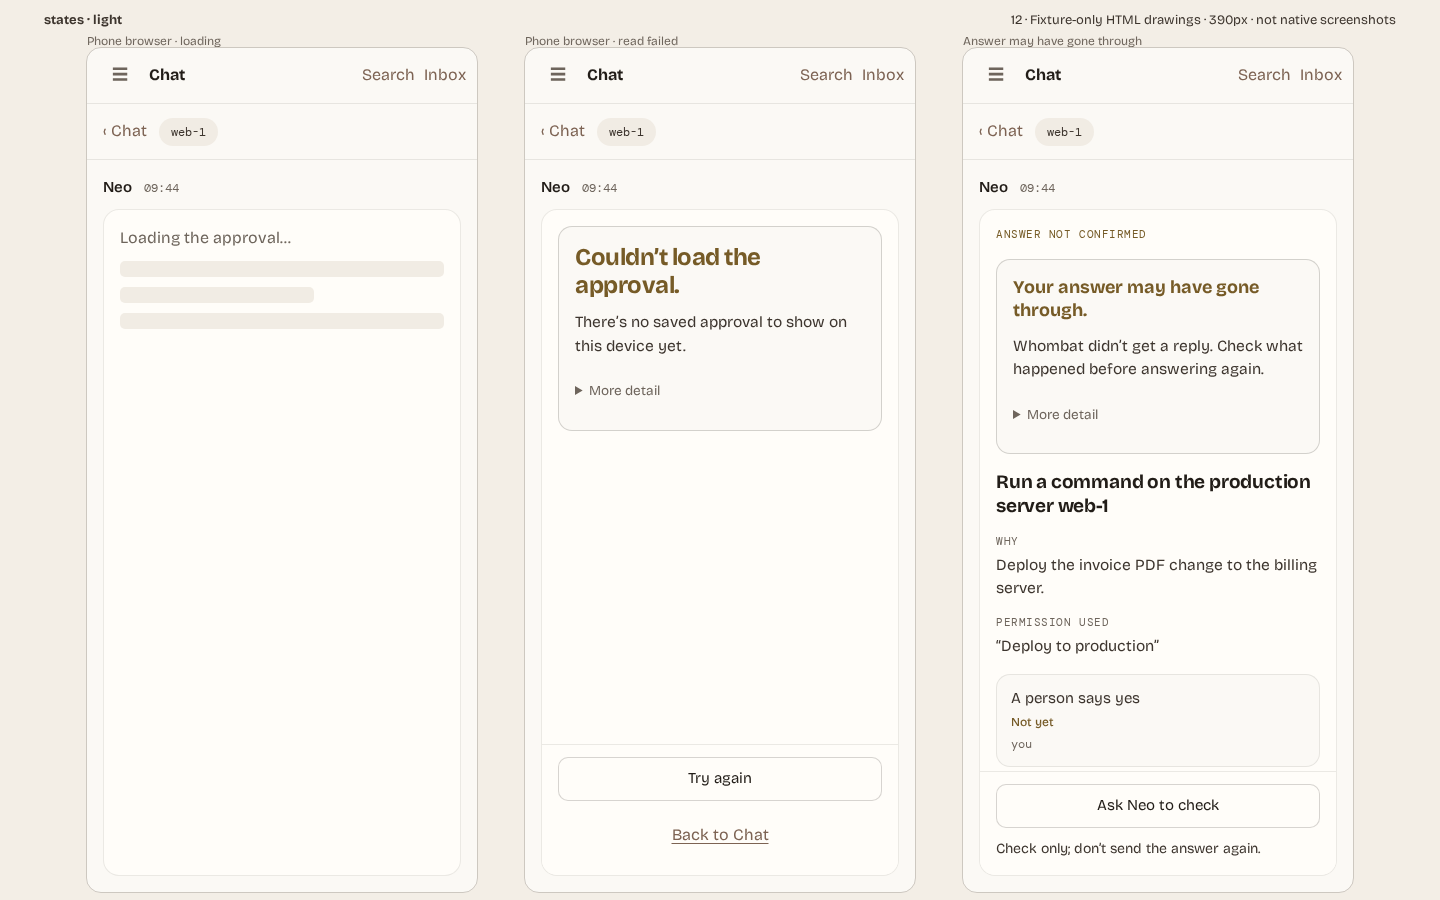 states · light
12 · Fixture-only HTML drawings · 390px · not native screenshots
Phone browser · loading
☰ Chat Search Inbox
‹ Chat web-1
Neo 09:44
Loading the approval…
Phone browser · read failed
☰ Chat Search Inbox
‹ Chat web-1
Neo 09:44
Couldn’t load the
approval.
There’s no saved approval to show on
this device yet.
▶ More detail
Try again
Back to Chat
Answer may have gone through
☰ Chat Search Inbox
‹ Chat web-1
Neo 09:44
ANSWER NOT CONFIRMED
Your answer may have gone
through.
Whombat didn’t get a reply. Check what
happened before answering again.
▶ More detail
Run a command on the production
server web-1
WHY
Deploy the invoice PDF change to the billing
server.
PERMISSION USED
“Deploy to production”
A person says yes
Not yet
you
Ask Neo to check
Check only; don’t send the answer again.